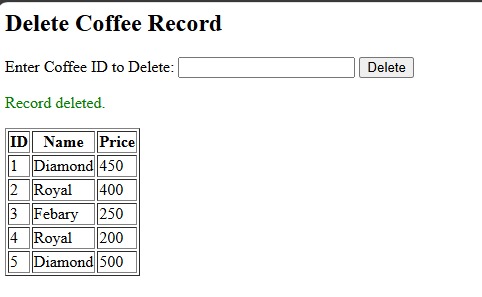 Delete Coffee Record
Enter Coffee ID to Delete: Delete
Record deleted.
ID Name Price
1 Diamond 450
2 Royal 400
3 Febary 250
4 Royal 200
5 Diamond 500